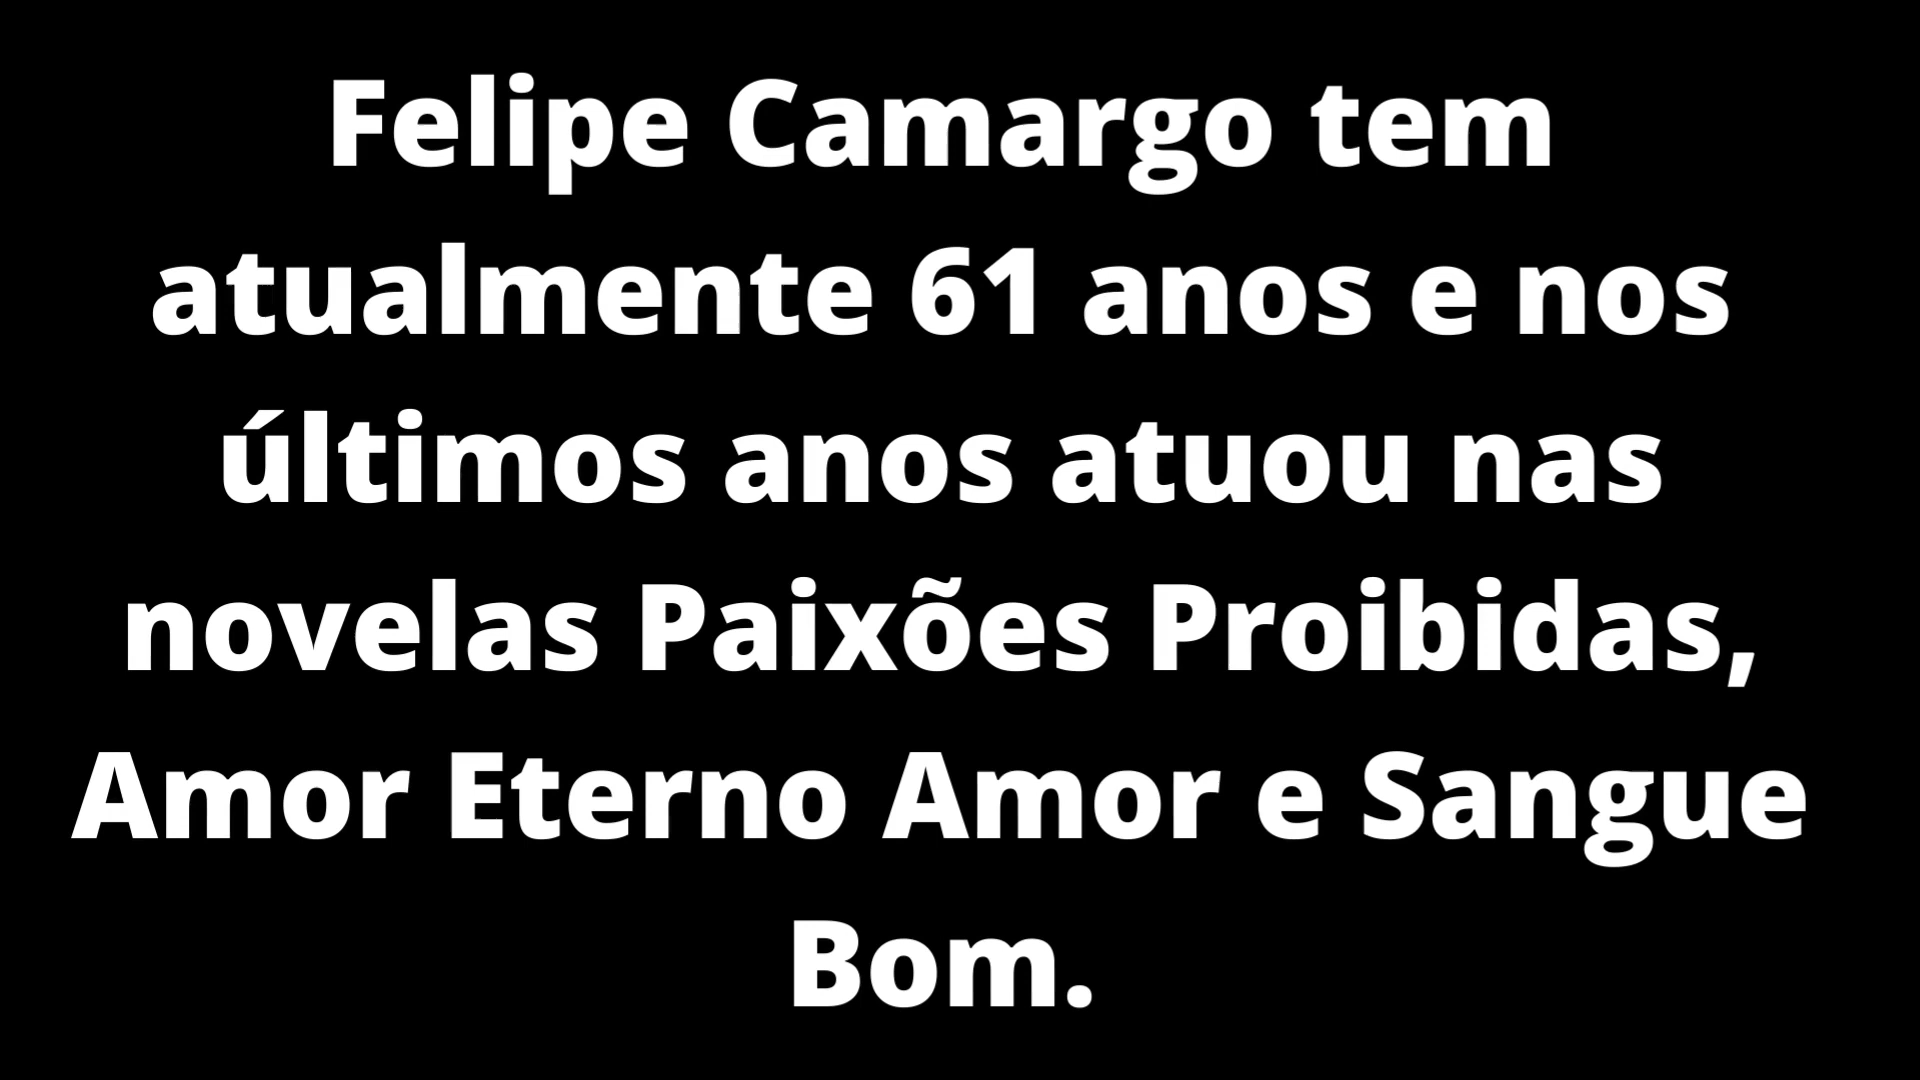 Felipe Camargo tem
atualmente 61 anos e nos
últimos anos atuou nas
novelas Paixões Proibidas,
Amor Eterno Amor e Sangue
Bom.